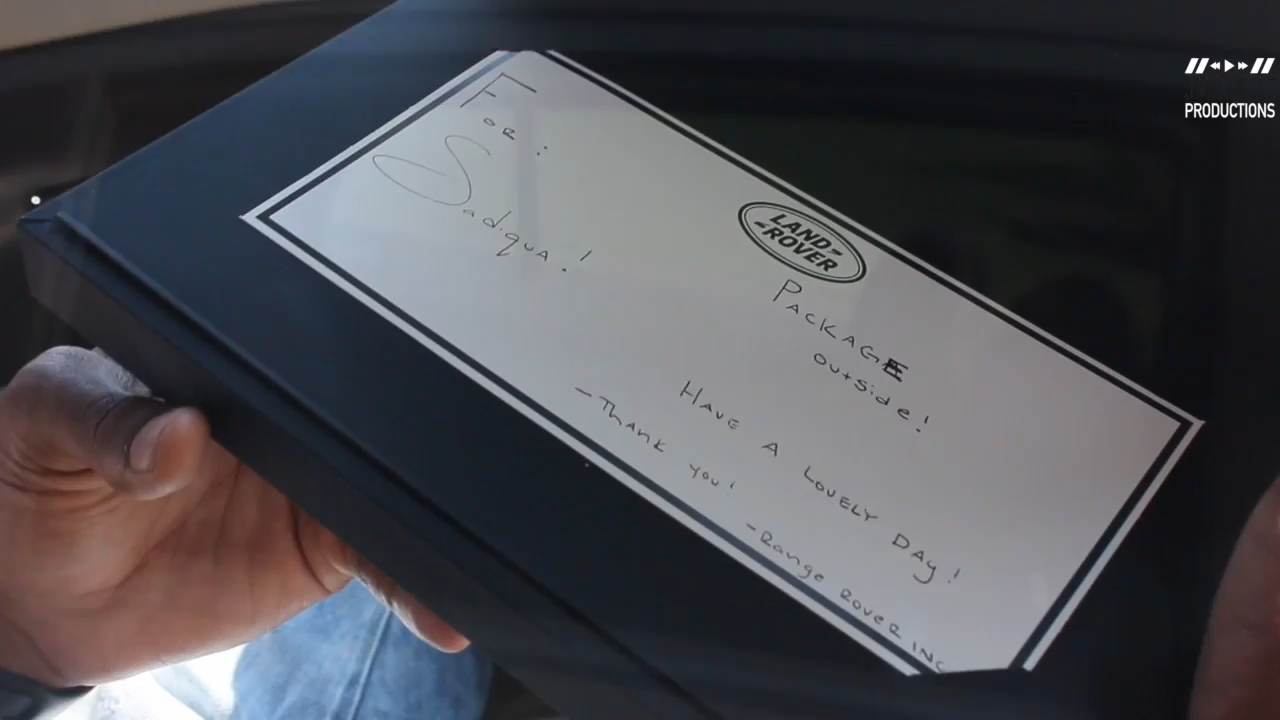 For:
Sadiqua!
LAND-
-ROVER
PACKAGE
outside!
HAVE A LOVELY DAY!
-Thank you!
-Range Rover INC
PRODUCTIONS